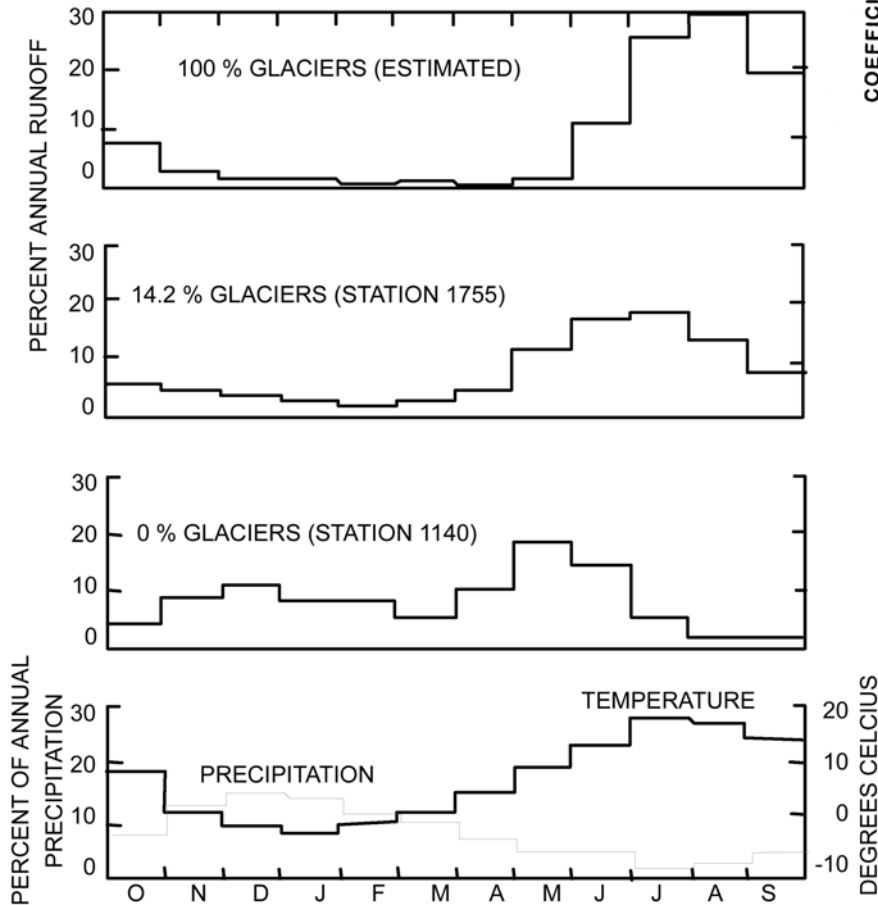 30
20
10
0
100 % GLACIERS (ESTIMATED)
COEFFICI
PERCENT ANNUAL RUNOFF
30
20
10
0
14.2 % GLACIERS (STATION 1755)
30
20
10
0
0 % GLACIERS (STATION 1140)
PERCENT OF ANNUAL
PRECIPITATION
30
20
10
0
TEMPERATURE
PRECIPITATION
20
10
0
-10
DEGREES CELCIUS
O N D J F M A M J J A S